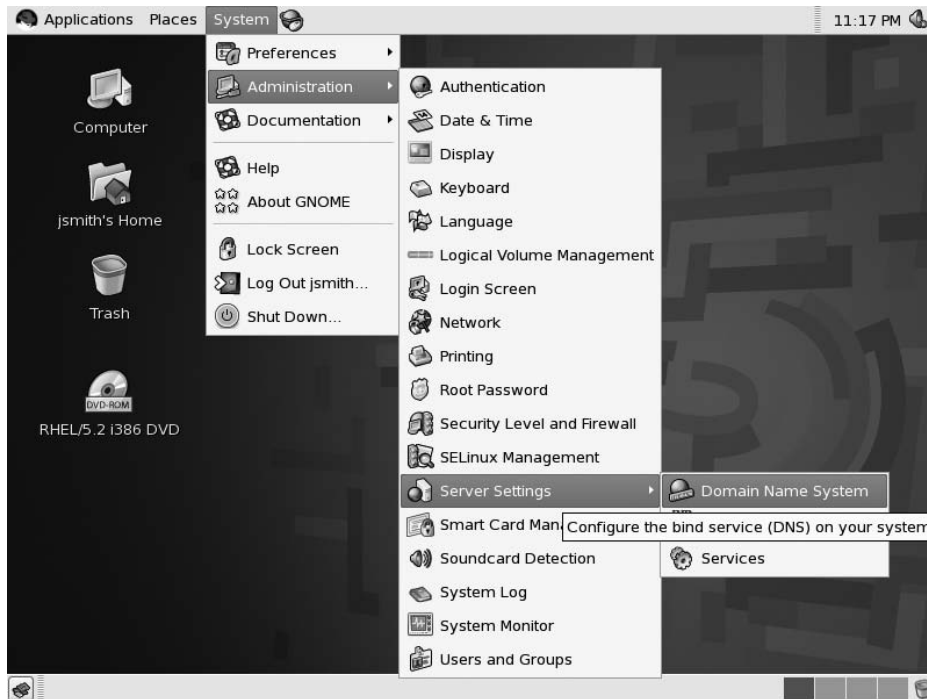 Applications Places System 11:17 PM
Preferences
Administration
Documentation
Help
About GNOME
Lock Screen
Log Out jsmith...
Shut Down...
Authentication
Date & Time
Display
Keyboard
Language
Logical Volume Management
Login Screen
Network
Printing
Root Password
Security Level and Firewall
SELinux Management
Server Settings
Smart Card Man
Soundcard Detection
System Log
System Monitor
Users and Groups
Domain Name System
Configure the bind service (DNS) on your system
Services
Computer
jsmith's Home
Trash
DVD-ROM
RHEL/5.2 i386 DVD